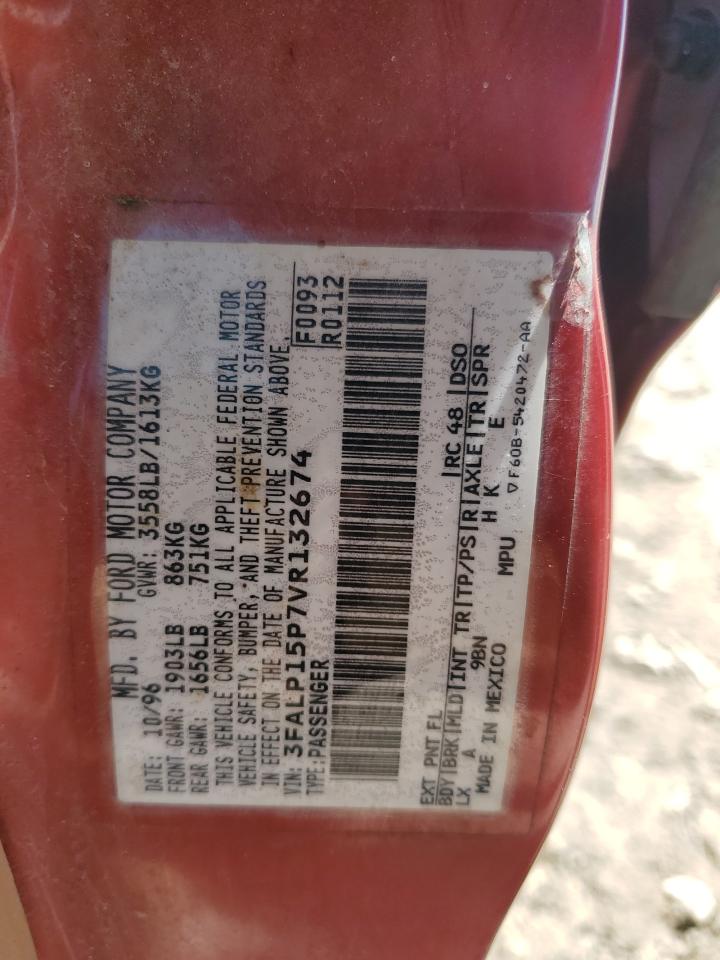 MFD. BY FORD MOTOR COMPANY
DATE: 10/96 GVWR: 3558LB/1613KG
FRONT GAWR: 1903LB 863KG
REAR GAWR: 1656LB 751KG
THIS VEHICLE CONFORMS TO ALL APPLICABLE FEDERAL MOTOR
VEHICLE SAFETY, BUMPER, AND THEFT PREVENTION STANDARDS
IN EFFECT ON THE DATE OF MANUFACTURE SHOWN ABOVE.
VIN: 3FALP15P7VR132674 F0093
TYPE: PASSENGER R0112
EXT PNT FL RC 48 DSO
BDY|BRK|MLD|INT TR|TP/PS|R|AXLE|TR|SPR
LX A 9BN H K E
MADE IN MEXICO MPU ▽F60B-5420472-AA